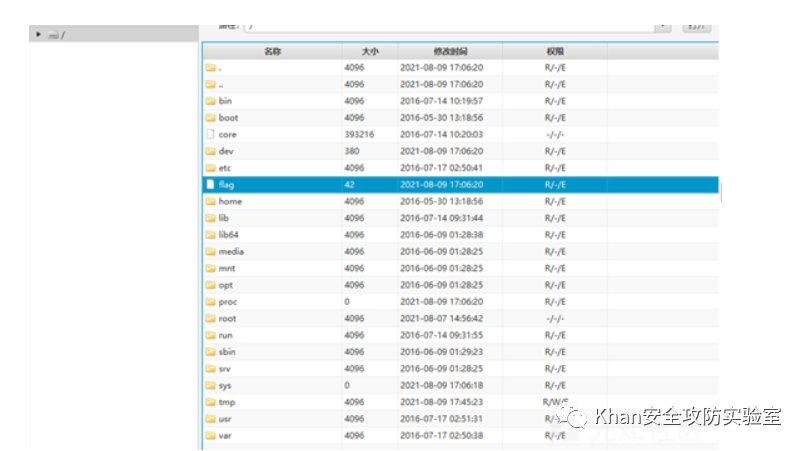 /
名称 大小 修改时间 权限
. 4096 2021-08-09 17:06:20 R/-/E
.. 4096 2021-08-09 17:06:20 R/-/E
bin 4096 2016-07-14 10:19:57 R/-/E
boot 4096 2016-05-30 13:18:56 R/-/E
core 393216 2016-07-14 10:20:03 -/-/-
dev 380 2021-08-09 17:06:20 R/-/E
etc 4096 2016-07-17 02:50:41 R/-/E
flag 42 2021-08-09 17:06:20 R/-/E
home 4096 2016-05-30 13:18:56 R/-/E
lib 4096 2016-07-14 09:31:44 R/-/E
lib64 4096 2016-06-09 01:28:38 R/-/E
media 4096 2016-06-09 01:28:25 R/-/E
mnt 4096 2016-06-09 01:28:25 R/-/E
opt 4096 2016-06-09 01:28:25 R/-/E
proc 0 2021-08-09 17:06:20 R/-/E
root 4096 2021-08-07 14:56:42 -/-/-
run 4096 2016-07-14 09:31:55 R/-/E
sbin 4096 2016-06-09 01:29:23 R/-/E
srv 4096 2016-06-09 01:28:25 R/-/E
sys 0 2021-08-09 17:06:18 R/-/E
tmp 4096 2021-08-09 17:45:23 R/W/E
usr 4096 2016-07-17 02:51:31
var 4096 2016-07-17 02:50:38 R/-/E
Khan安全攻防实验室